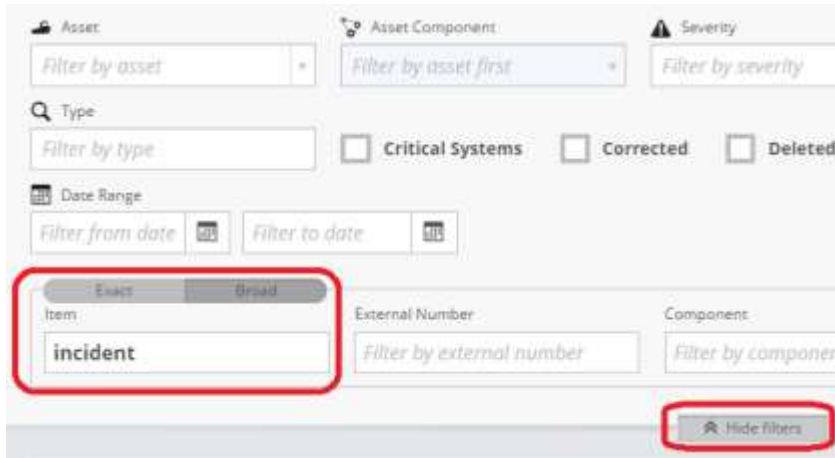 Asset Asset Component Severity
Filter by asset Filter by asset first Filter by severity
Type
Filter by type Critical Systems Corrected Deleted
Date Range
Filter from date Filter to date
Exact Broad
Item External Number Component
incident Filter by external number Filter by componen
Hide filters